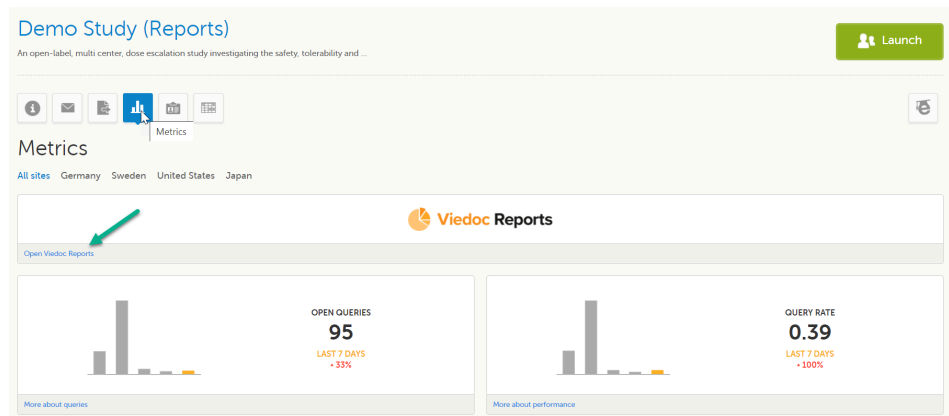 Demo Study (Reports)
An open-label, multi center, dose escalation study investigating the safety, tolerability and ...
Launch
Metrics
Metrics
All sites Germany Sweden United States Japan
Viedoc Reports
Open Viedoc Reports
OPEN QUERIES
95
LAST 7 DAYS
• 33%
More about queries
QUERY RATE
0.39
LAST 7 DAYS
• 100%
More about performance